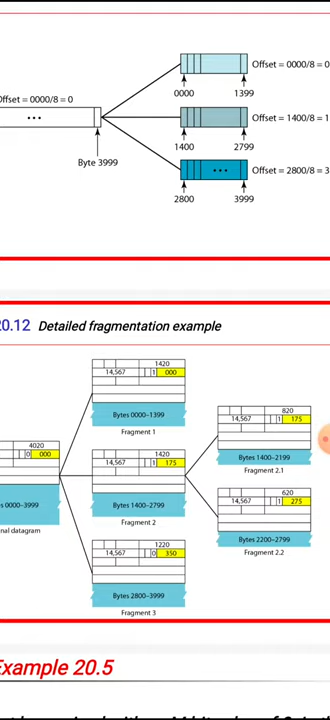 Offset = 0000/8 = 0
0000
1399
Offset = 0000/8 = 0
...
Byte 3999
Offset = 1400/8 = 1
1400
2799
Offset = 2800/8 = 3
...
2800
3999
20.12 Detailed fragmentation example
1420
14,567 1 000
Bytes 0000–1399
Fragment 1
4020
0 000
s 0000–3999
nal datagram
1420
14,567 1 175
Bytes 1400–2799
Fragment 2
820
14,567 1 175
Bytes 1400–2199
Fragment 2.1
620
14,567 1 275
Bytes 2200–2799
Fragment 2.2
1220
14,567 0 350
Bytes 2800–3999
Fragment 3
Example 20.5